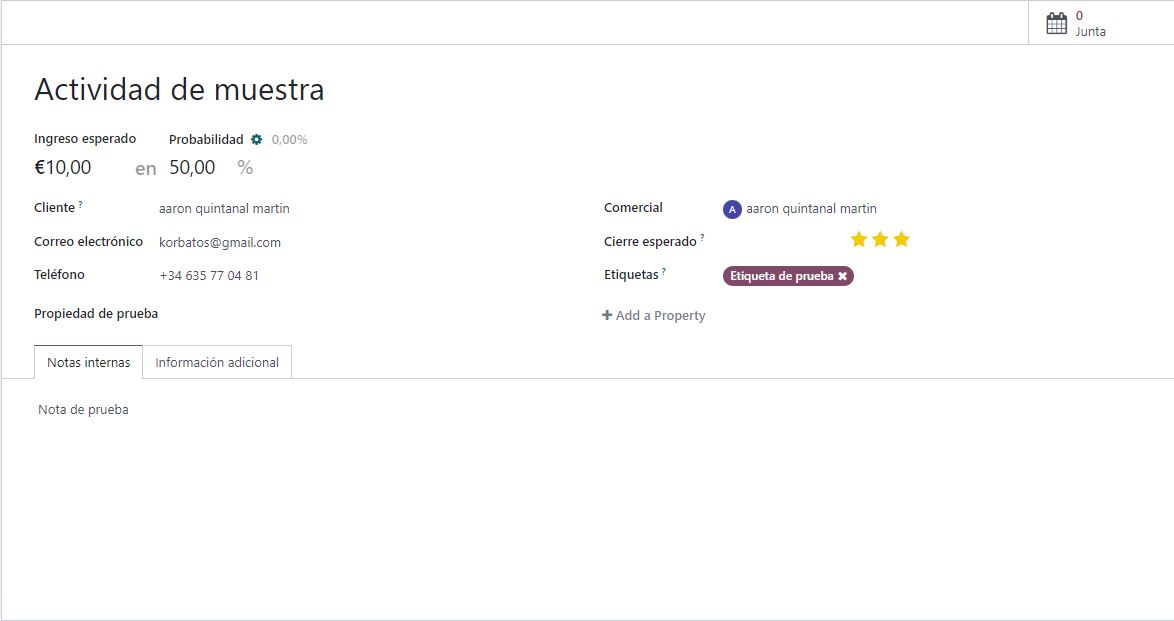 0
Junta
Actividad de muestra
Ingreso esperado Probabilidad 0,00%
€10,00 en 50,00 %
Cliente ? aaron quintanal martin
Comercial A aaron quintanal martin
Correo electrónico korbatos@gmail.com
Cierre esperado ?
Teléfono +34 635 77 04 81
Etiquetas ? Etiqueta de prueba ✖
Propiedad de prueba
+ Add a Property
Notas internas Información adicional
Nota de prueba